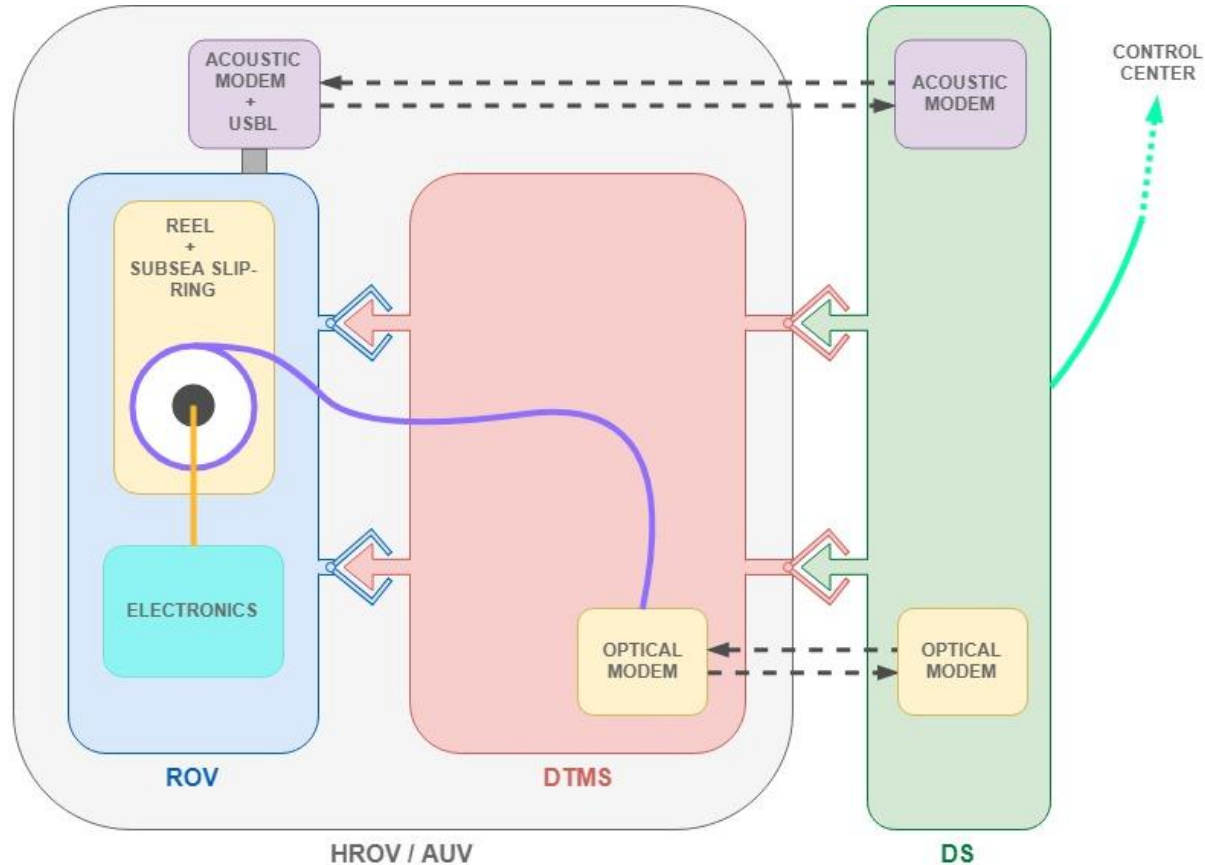 ACOUSTIC
MODEM
+
USBL
ACOUSTIC
MODEM
CONTROL
CENTER
REEL
+
SUBSEA SLIP-
RING
ELECTRONICS
OPTICAL
MODEM
OPTICAL
MODEM
ROV
DTMS
HROV / AUV
DS